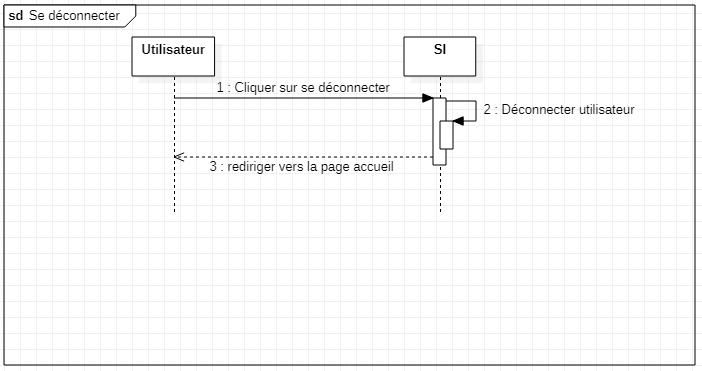 sd Se déconnecter
Utilisateur
SI
1 : Cliquer sur se déconnecter
2 : Déconnecter utilisateur
3 : rediriger vers la page accueil